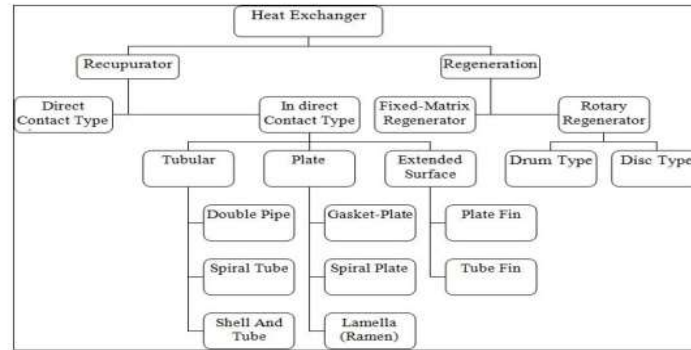 Heat Exchanger
Recupurator
Regeneration
Direct
Contact Type
In direct
Contact Type
Fixed-Matrix
Regenerator
Rotary
Regenerator
Tubular
Plate
Extended
Surface
Drum Type
Disc Type
Double Pipe
Gasket-Plate
Plate Fin
Spiral Tube
Spiral Plate
Tube Fin
Shell And
Tube
Lamella
(Ramen)